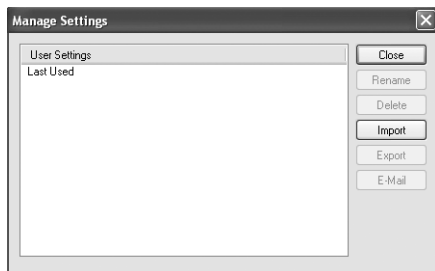 Manage Settings
User Settings
Last Used
Close
Rename
Delete
Import
Export
E-Mail